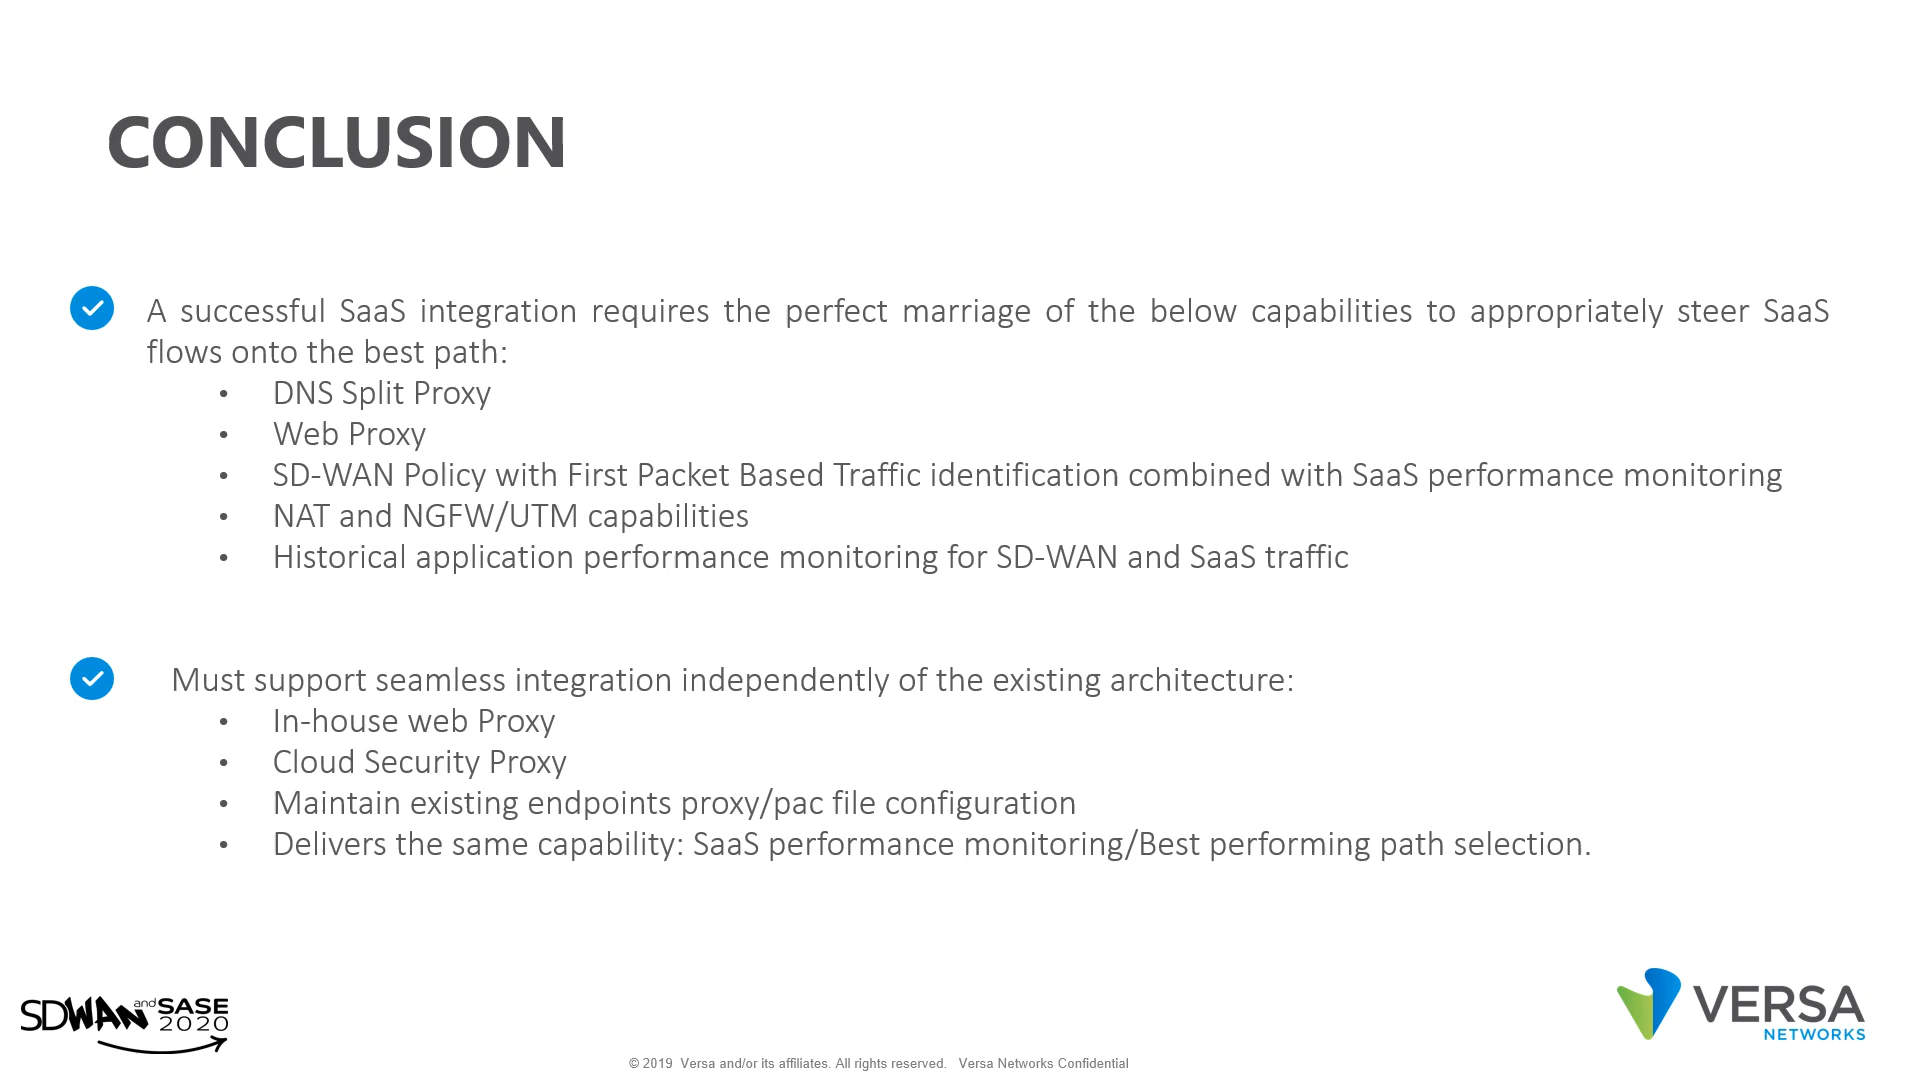 CONCLUSION
A successful SaaS integration requires the perfect marriage of the below capabilities to appropriately steer SaaS
flows onto the best path:
• DNS Split Proxy
• Web Proxy
• SD-WAN Policy with First Packet Based Traffic identification combined with SaaS performance monitoring
• NAT and NGFW/UTM capabilities
• Historical application performance monitoring for SD-WAN and SaaS traffic
Must support seamless integration independently of the existing architecture:
• In-house web Proxy
• Cloud Security Proxy
• Maintain existing endpoints proxy/pac file configuration
• Delivers the same capability: SaaS performance monitoring/Best performing path selection.
SDWAN and SASE
2020
VERSA
NETWORKS
© 2019 Versa and/or its affiliates. All rights reserved. Versa Networks Confidential